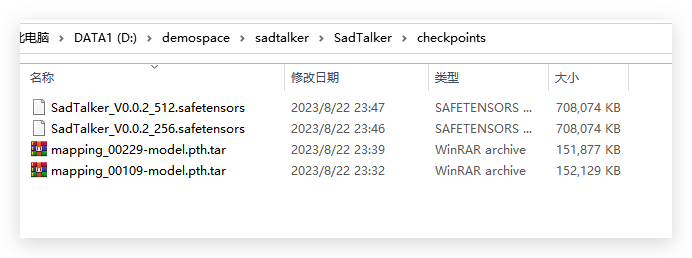 此电脑 > DATA1 (D:) > demospace > sadtalker > SadTalker > checkpoints
名称 修改日期 类型 大小
SadTalker_V0.0.2_512.safetensors 2023/8/22 23:47 SAFETENSORS ... 708,074 KB
SadTalker_V0.0.2_256.safetensors 2023/8/22 23:46 SAFETENSORS ... 708,074 KB
mapping_00229-model.pth.tar 2023/8/22 23:39 WinRAR archive 151,877 KB
mapping_00109-model.pth.tar 2023/8/22 23:32 WinRAR archive 152,129 KB